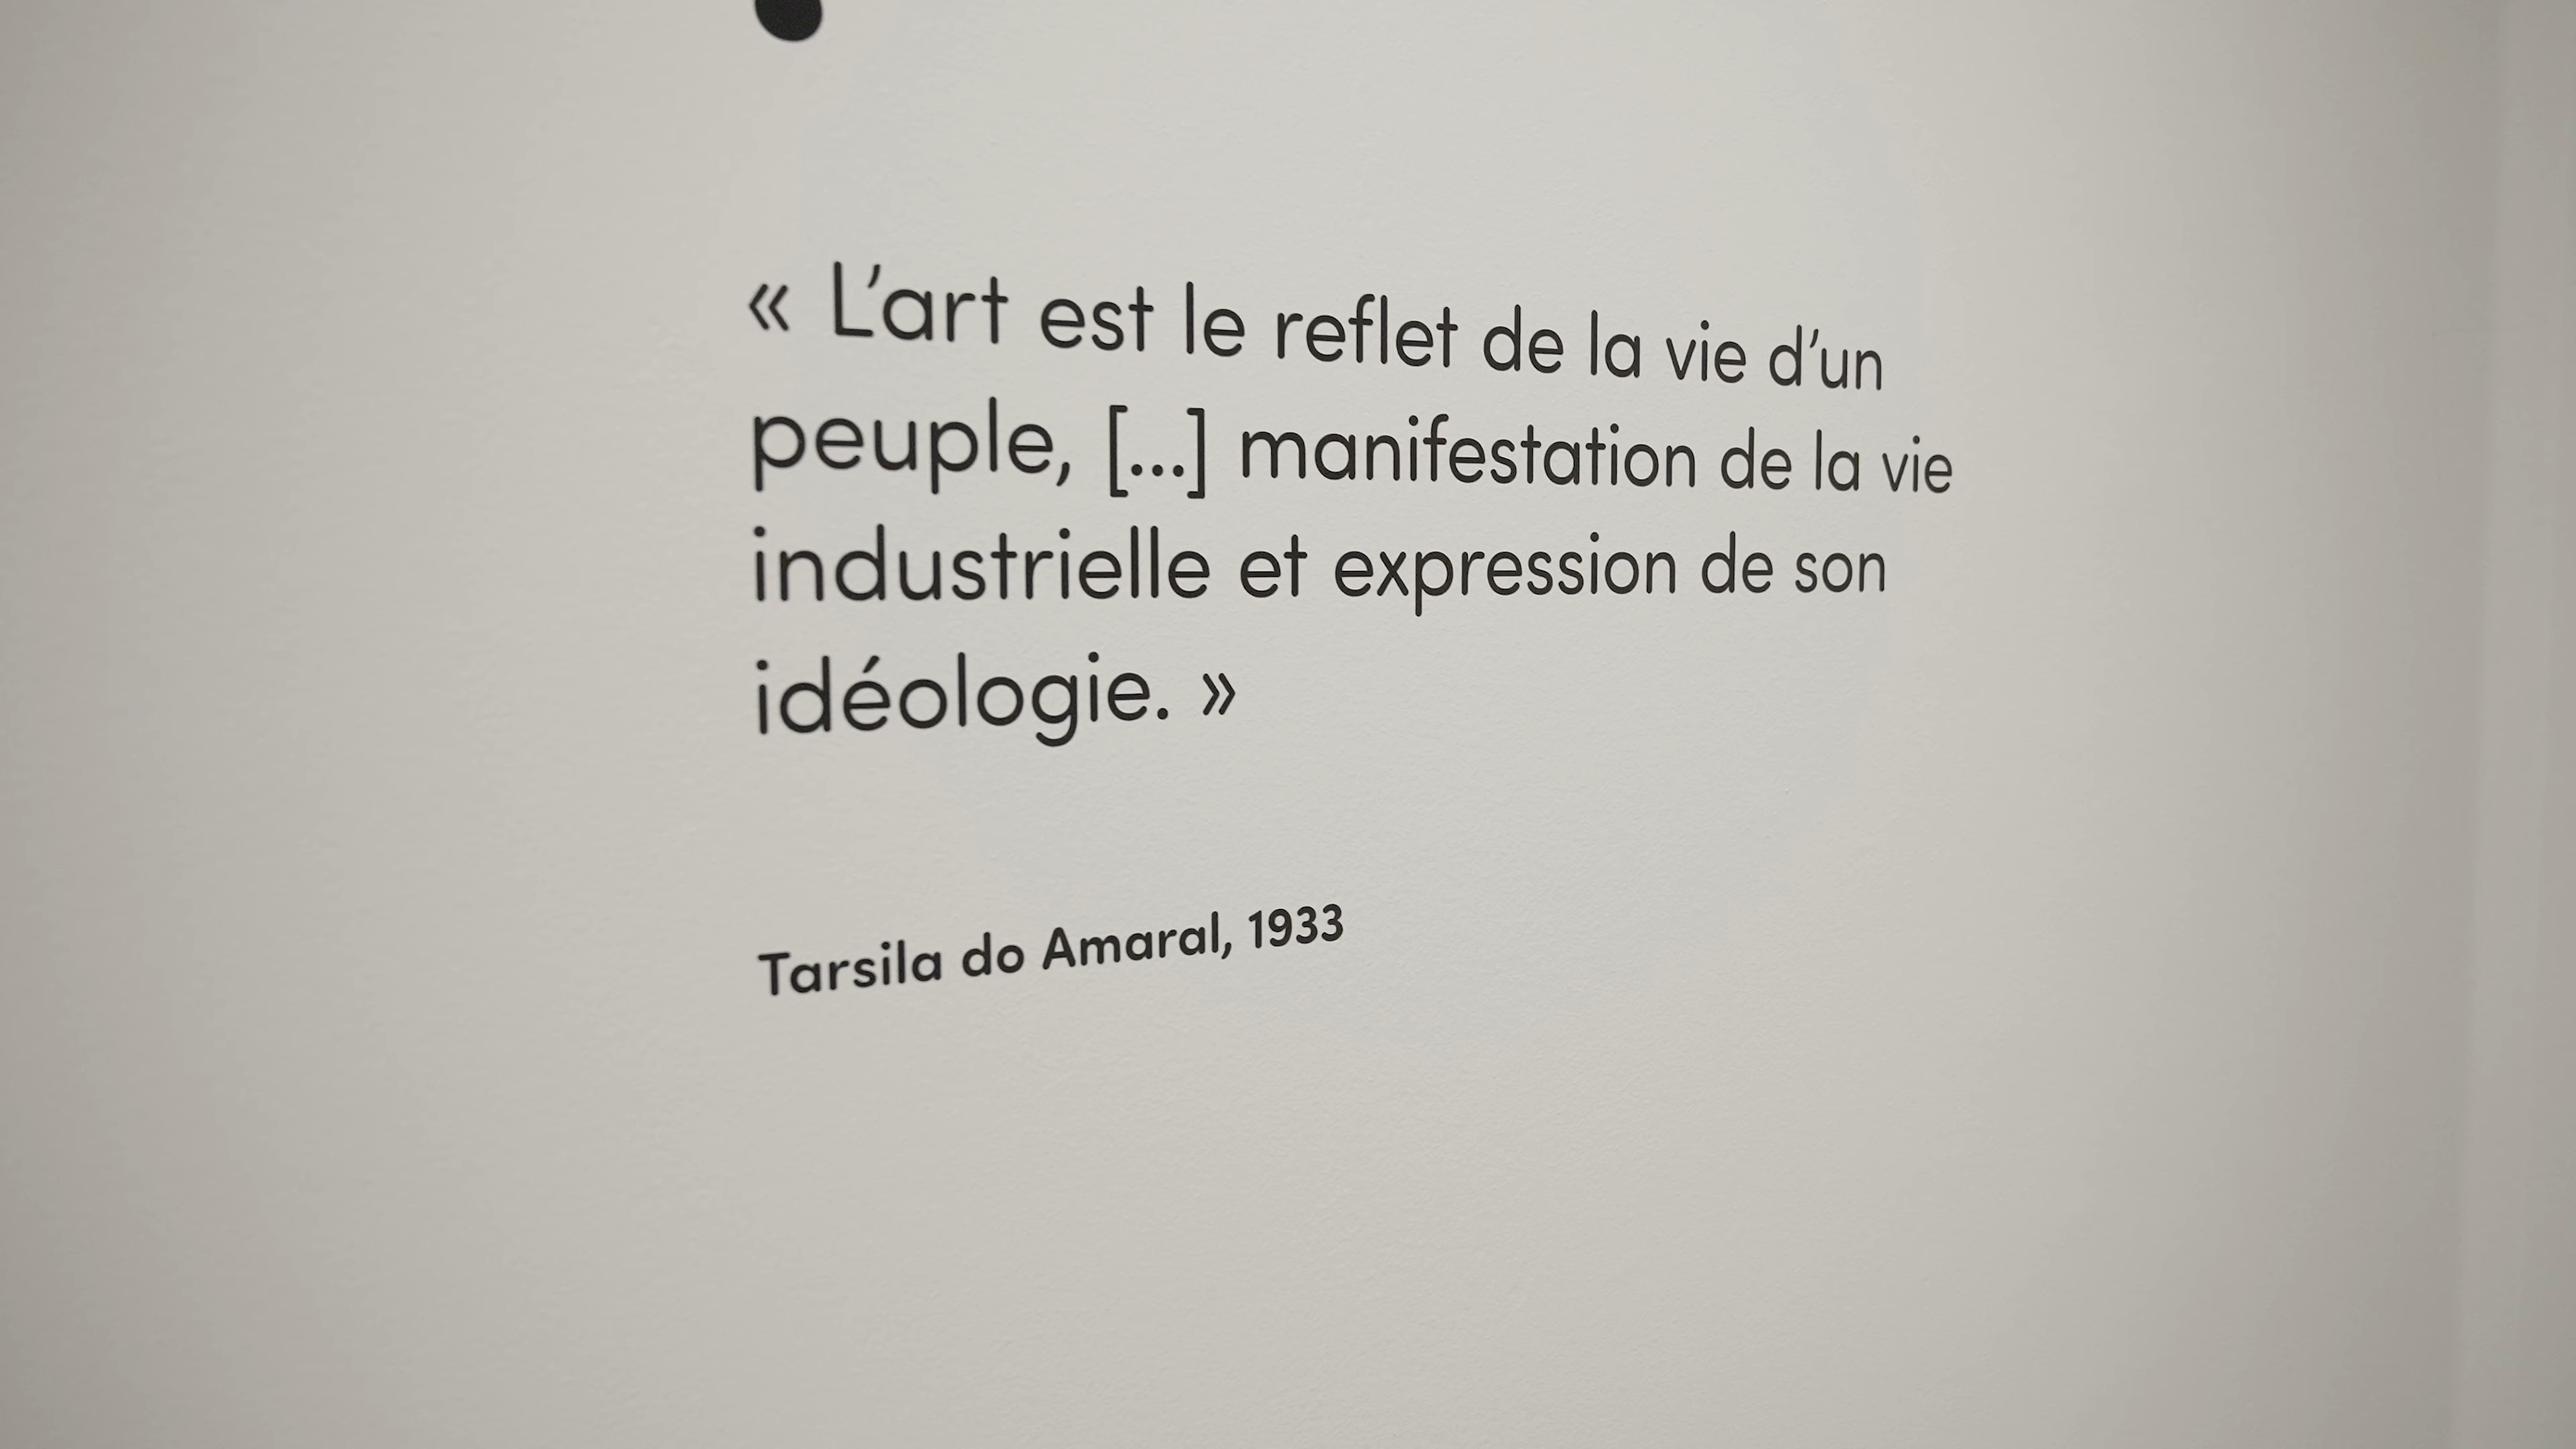 « L’art est le reflet de la vie d’un
peuple, [...] manifestation de la vie
industrielle et expression de son
idéologie. »
Tarsila do Amaral, 1933